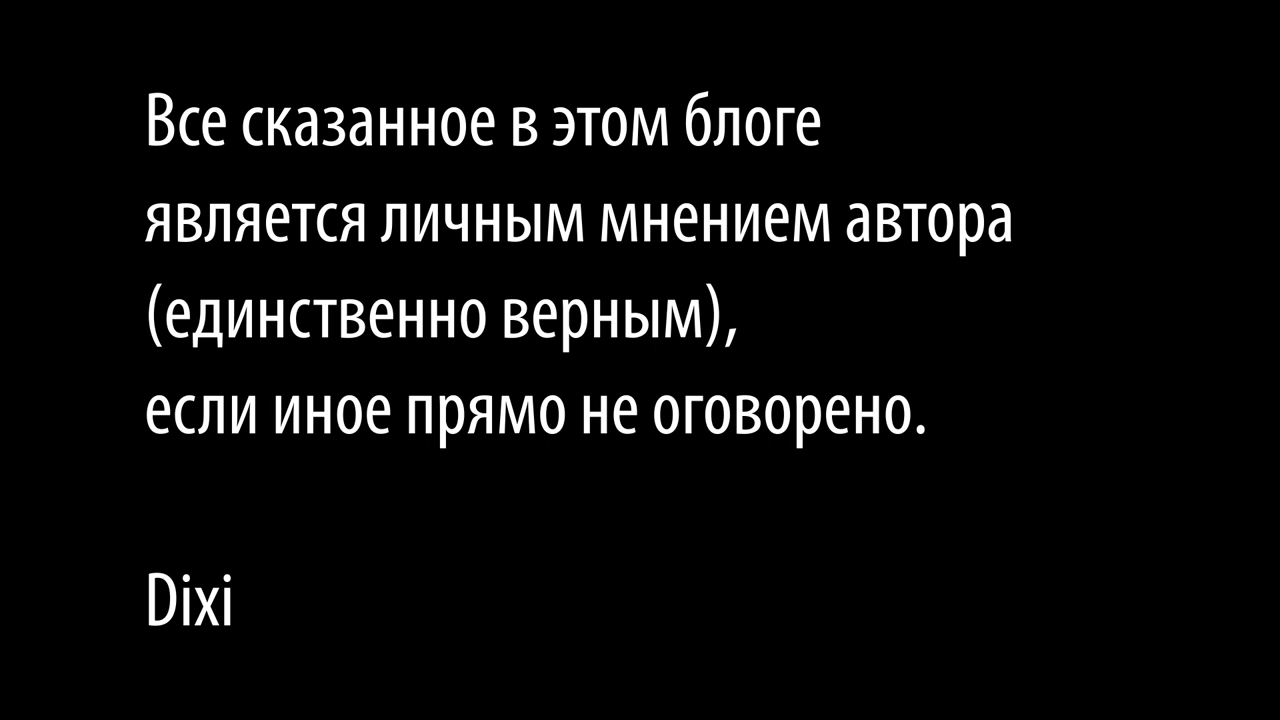 Все сказанное в этом блоге
является личным мнением автора
(единственно верным),
если иное прямо не оговорено.
Dixi